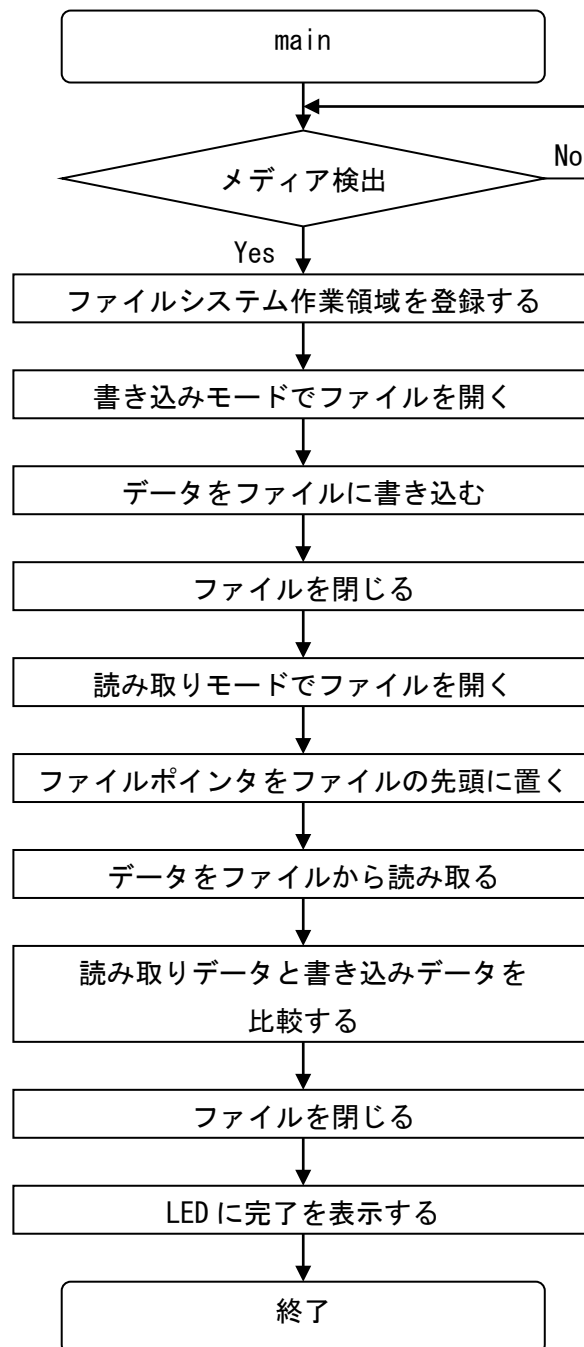 main
メディア検出
No
Yes
ファイルシステム作業領域を登録する
書き込みモードでファイルを開く
データをファイルに書き込む
ファイルを閉じる
読み取りモードでファイルを開く
ファイルポインタをファイルの先頭に置く
データをファイルから読み取る
読み取りデータと書き込みデータを
比較する
ファイルを閉じる
LEDに完了を表示する
終了